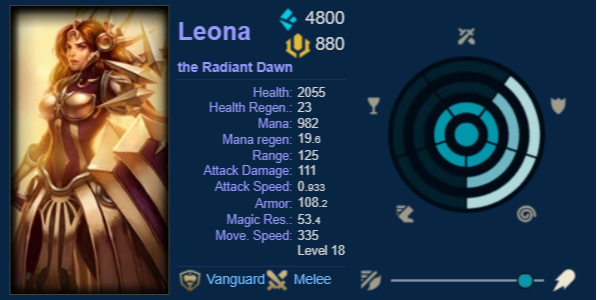 Leona
4800
880
the Radiant Dawn
Health: 2055
Health Regen.: 23
Mana: 982
Mana regen: 19.6
Range: 125
Attack Damage: 111
Attack Speed: 0.933
Armor: 108.2
Magic Res.: 53.4
Move. Speed: 335
Level 18
Vanguard Melee